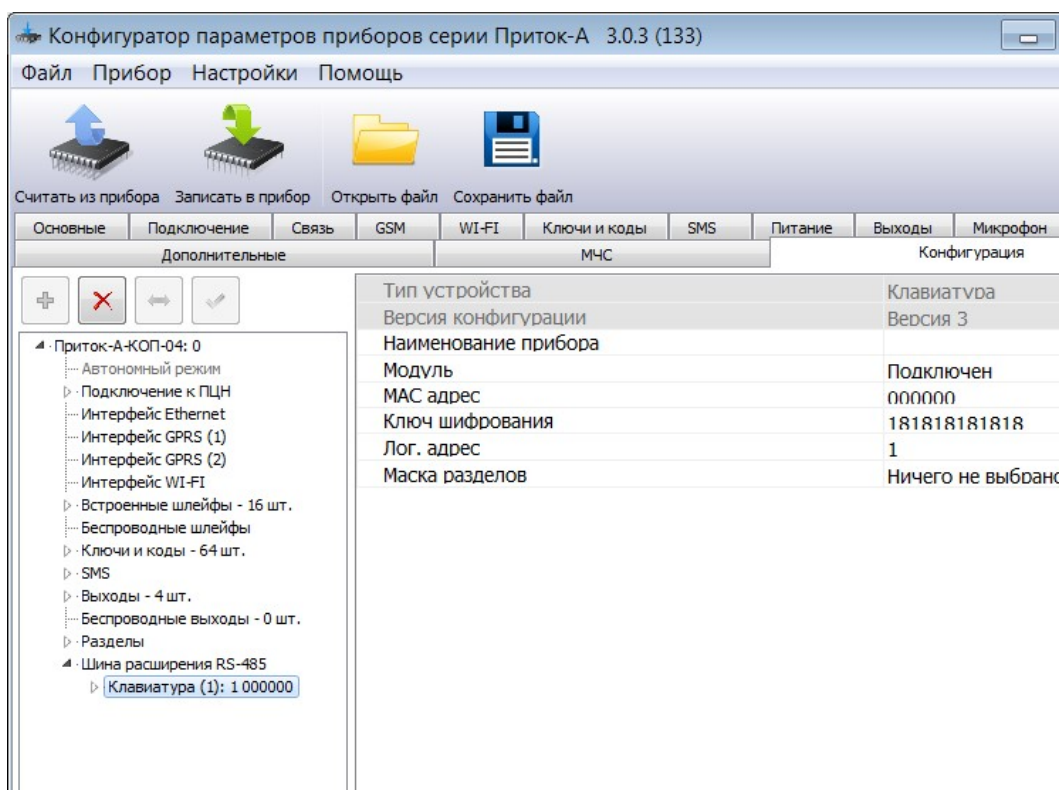 Конфигуратор параметров приборов серии Приток-А 3.0.3 (133)
Файл Прибор Настройки Помощь
Считать из прибора Записать в прибор Открыть файл Сохранить файл
Основные Подключение Связь GSM WI-FI Ключи и коды SMS Питание Выходы Микрофон
Дополнительные МЧС Конфигурация
Тип устройства Клавиатура
Версия конфигурации Версия 3
Наименование прибора
Модуль Подключен
MAC адрес 000000
Ключ шифрования 181818181818
Лог. адрес 1
Маска разделов Ничего не выбрано
Приток-А-КОП-04: 0
Автономный режим
Подключение к ПЦН
Интерфейс Ethernet
Интерфейс GPRS (1)
Интерфейс GPRS (2)
Интерфейс WI-FI
Встроенные шлейфы - 16 шт.
Беспроводные шлейфы
Ключи и коды - 64 шт.
SMS
Выходы - 4 шт.
Беспроводные выходы - 0 шт.
Разделы
Шина расширения RS-485
Клавиатура (1): 1 000000